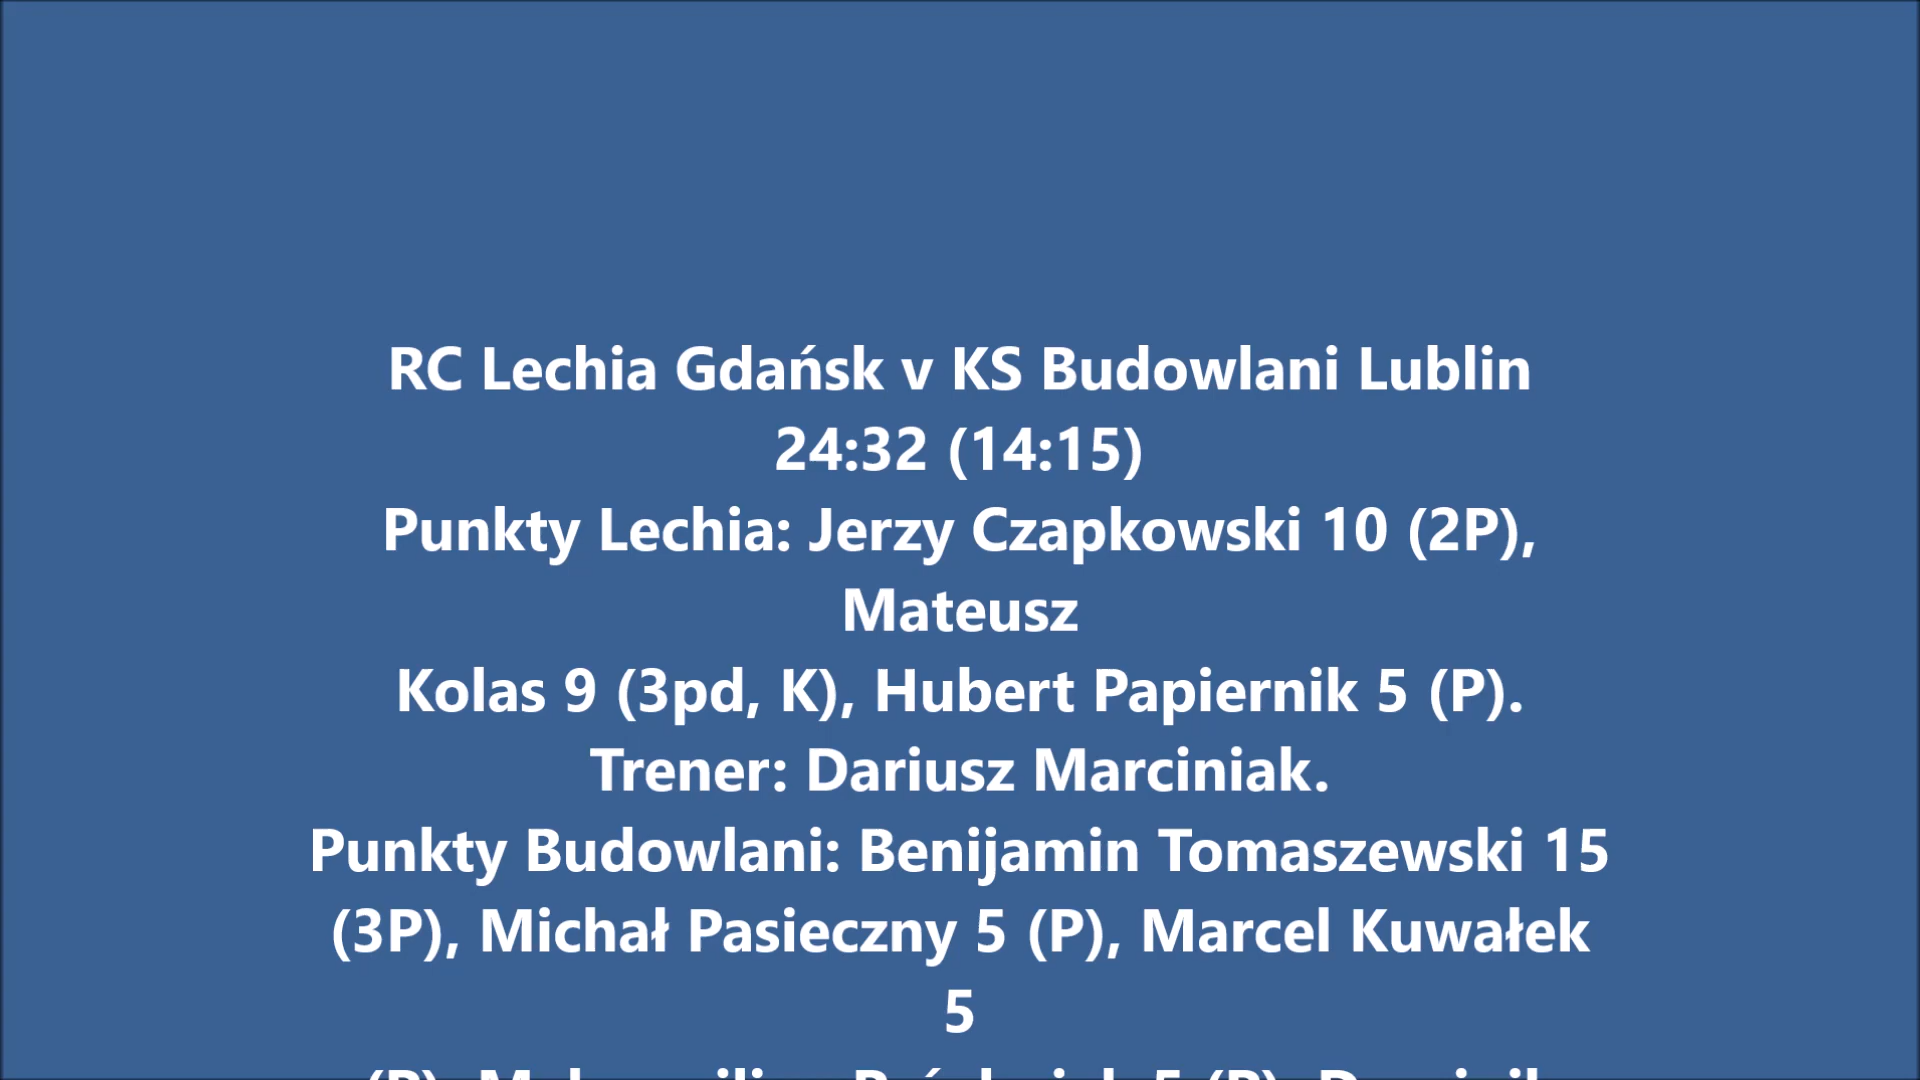 RC Lechia Gdańsk v KS Budowlani Lublin
24:32 (14:15)
Punkty Lechia: Jerzy Czapkowski 10 (2P),
Mateusz
Kolas 9 (3pd, K), Hubert Papiernik 5 (P).
Trener: Dariusz Marciniak.
Punkty Budowlani: Benijamin Tomaszewski 15
(3P), Michał Pasieczny 5 (P), Marcel Kuwałek
5